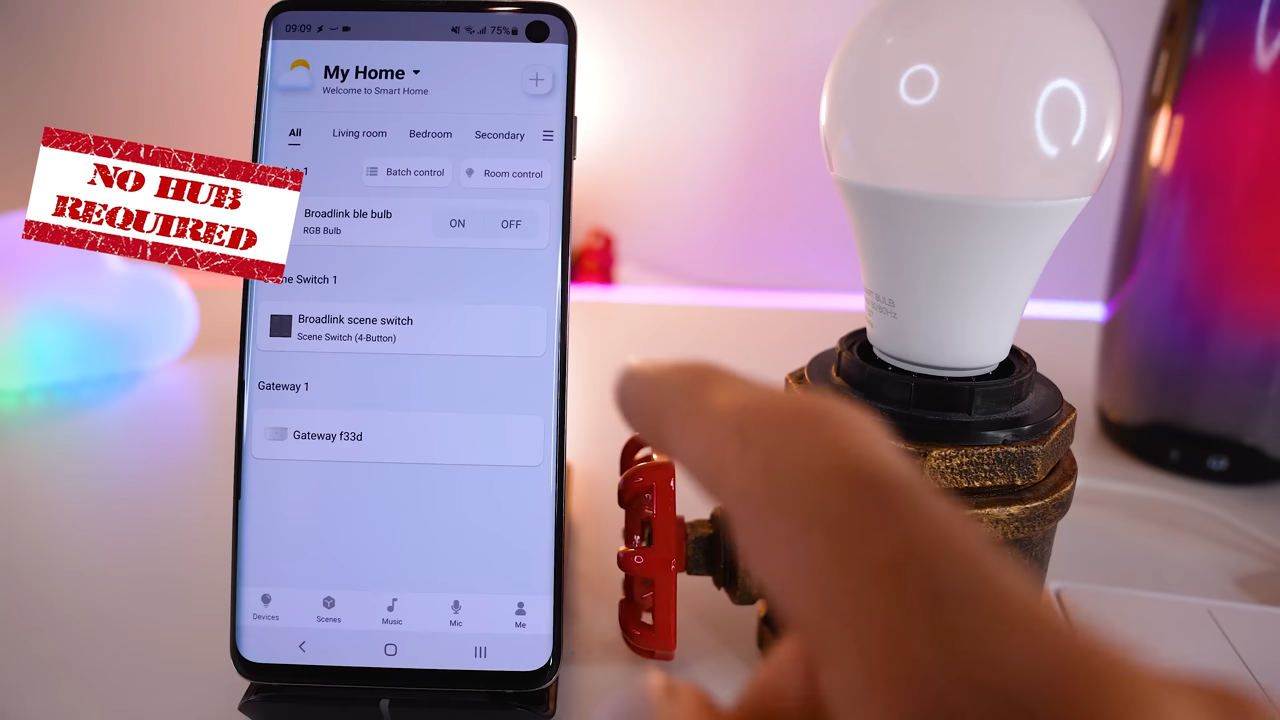 09:09
75%
My Home
Welcome to Smart Home
All Living room Bedroom Secondary
1
Batch control Room control
NO HUB
REQUIRED
Broadlink ble bulb
RGB Bulb
ON OFF
Switch 1
Broadlink scene switch
Scene Switch (4-Button)
Gateway 1
Gateway f33d
Devices Scenes Music Mic Me
BULB